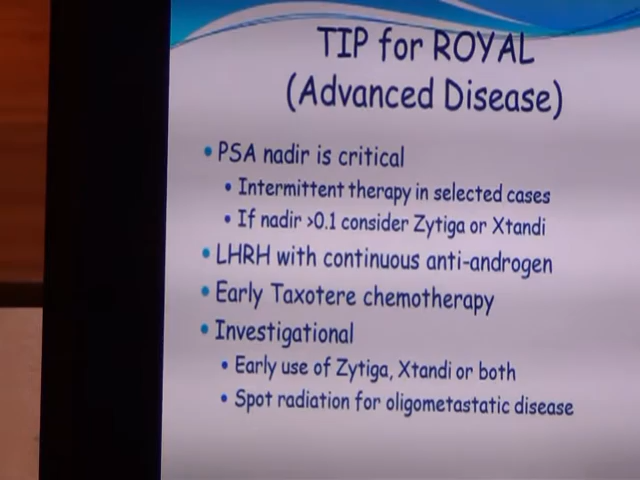 TIP for ROYAL
(Advanced Disease)
• PSA nadir is critical
• Intermittent therapy in selected cases
• If nadir >0.1 consider Zytiga or Xtandi
• LHRH with continuous anti-androgen
• Early Taxotere chemotherapy
• Investigational
• Early use of Zytiga, Xtandi or both
• Spot radiation for oligometastatic disease